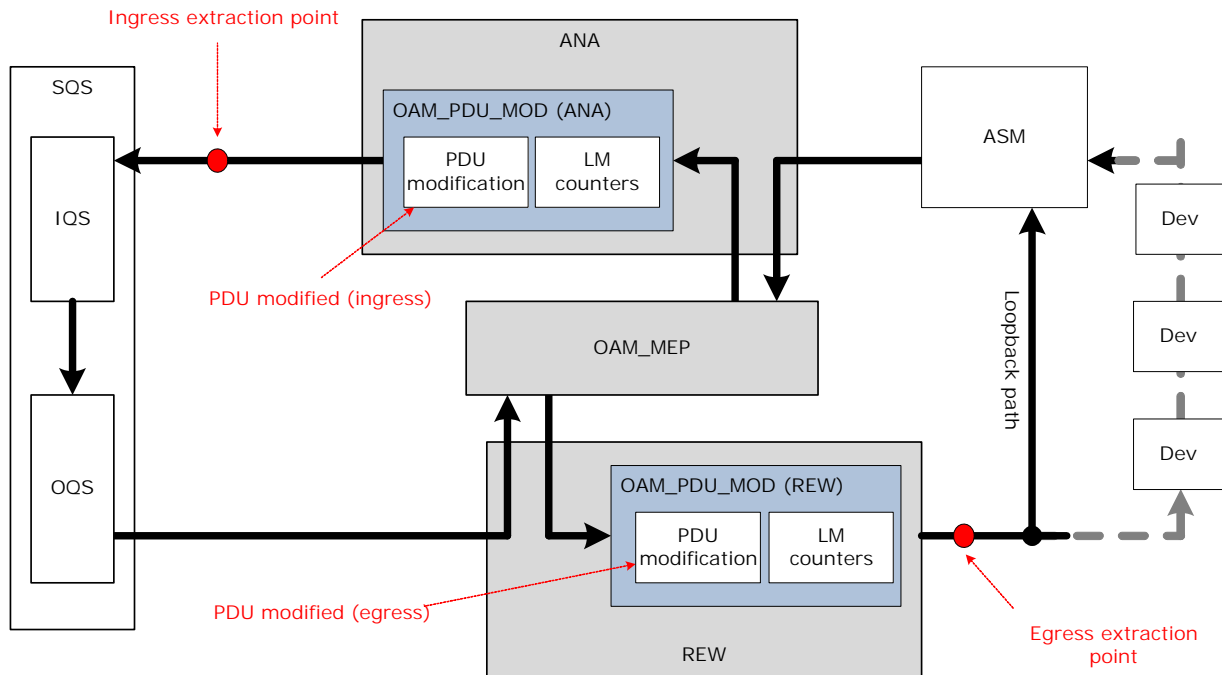 Ingress extraction point
ANA
SQS
OAM_PDU_MOD (ANA)
PDU
modification
LM
counters
ASM
IQS
Dev
PDU modified (ingress)
Loopback path
Dev
OAM_MEP
Dev
OQS
OAM_PDU_MOD (REW)
PDU
modification
LM
counters
PDU modified (egress)
Egress extraction
point
REW